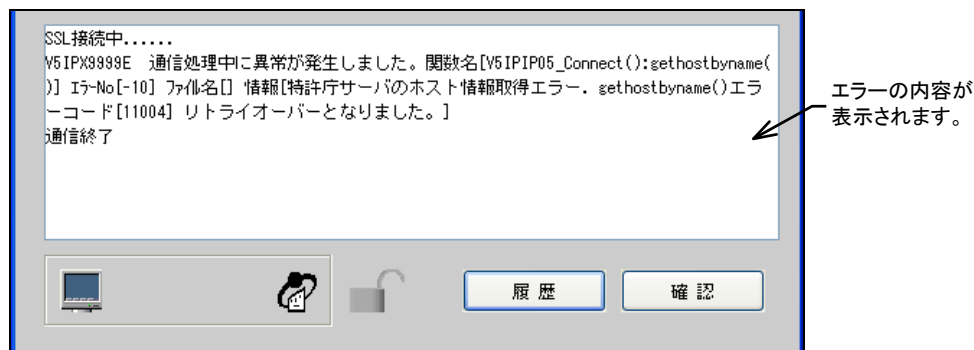 SSL接続中......
V5IPX9999E　通信処理中に異常が発生しました。関数名[V5IPIP05_Connect():gethostbyname(
)] ｴﾗｰNo[-10] ﾌｧｲﾙ名[] 情報[特許庁サーバのホスト情報取得エラー. gethostbyname()エラ
ーコード[11004] リトライオーバーとなりました。]
通信終了
エラーの内容が
表示されます。
履 歴
確 認